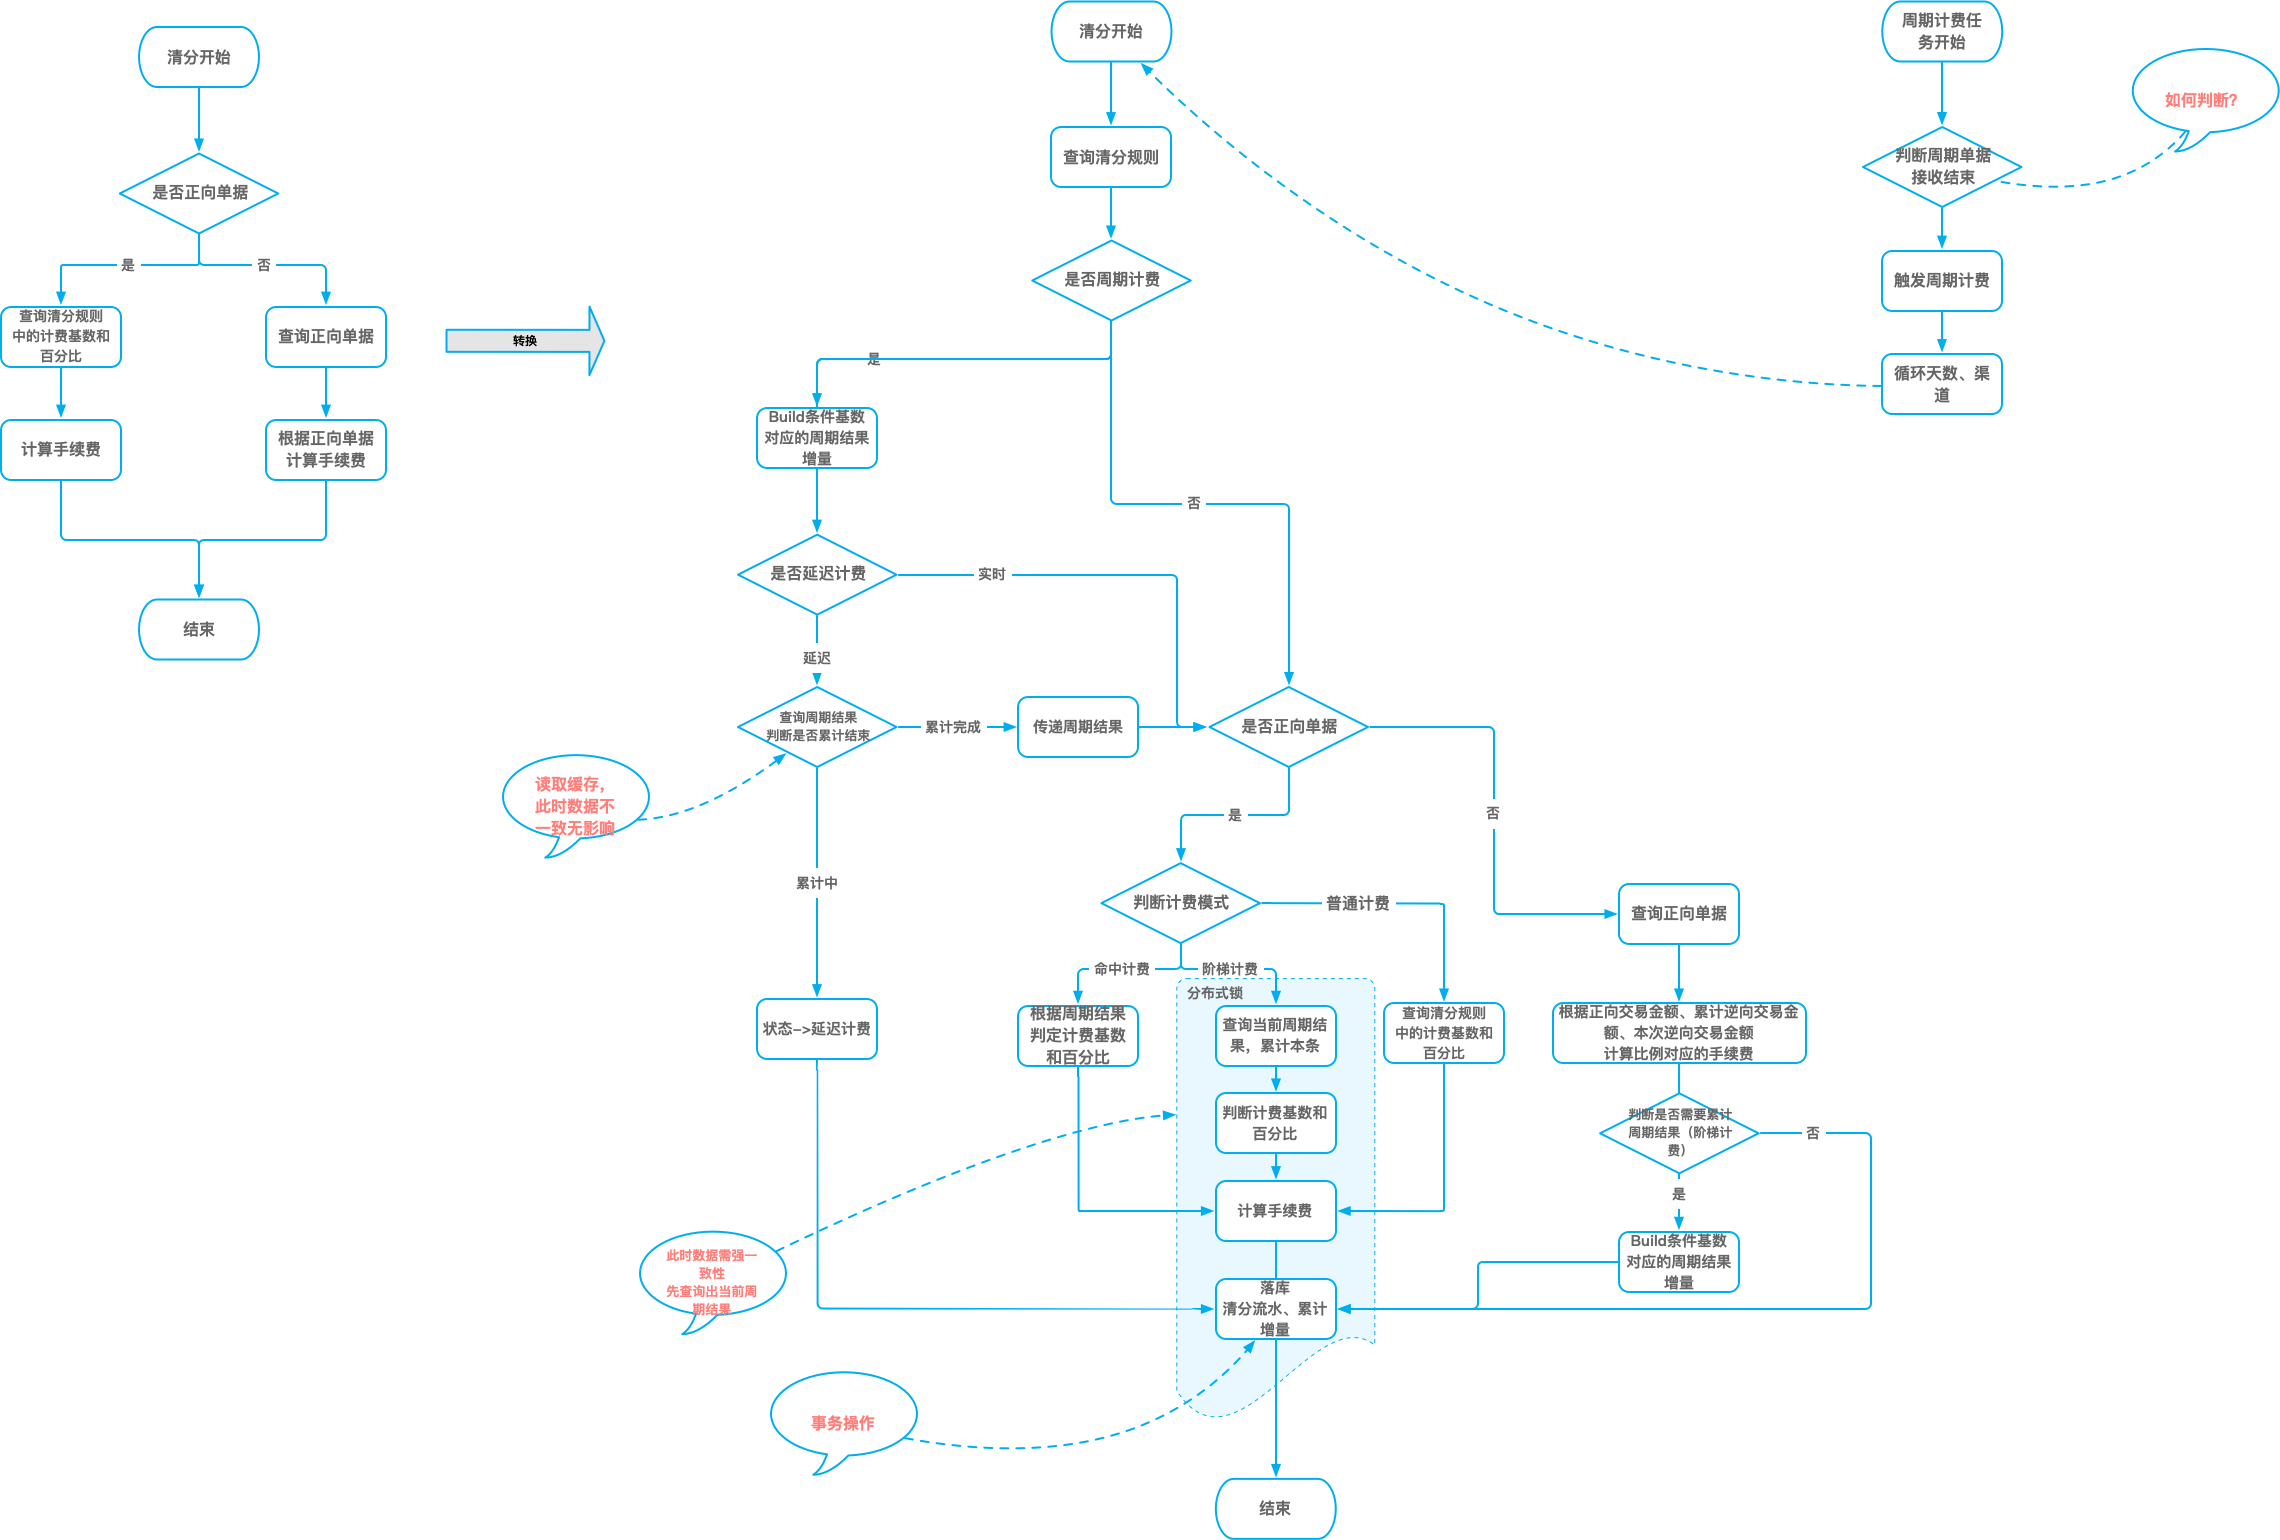 清分开始
是否正向单据
是
否
查询清分规则
中的计费基数和
百分比
查询正向单据
计算手续费
根据正向单据
计算手续费
结束
转换
清分开始
查询清分规则
是否周期计费
是
否
Build条件基数
对应的周期结果
增量
是否延迟计费
实时
延迟
查询周期结果
判断是否累计结束
累计完成
传递周期结果
是否正向单据
读取缓存，
此时数据不
一致无影响
累计中
是
否
判断计费模式
普通计费
命中计费
阶梯计费
分布式锁
状态->延迟计费
根据周期结果
判定计费基数
和百分比
查询当前周期结
果，累计本条
查询清分规则
中的计费基数和
百分比
判断计费基数和
百分比
计算手续费
落库
清分流水、累计
增量
此时数据需强一
致性
先查询出当前周
期结果
事务操作
结束
查询正向单据
根据正向交易金额、累计逆向交易金
额、本次逆向交易金额
计算比例对应的手续费
判断是否需要累计
周期结果（阶梯计
费）
否
是
Build条件基数
对应的周期结果
增量
周期计费任
务开始
如何判断?
判断周期单据
接收结束
触发周期计费
循环天数、渠
道